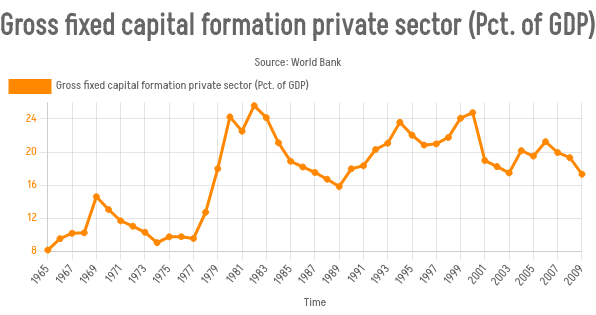 Gross fixed capital formation private sector (Pct. of GDP)
Source: World Bank
Gross fixed capital formation private sector (Pct. of GDP)
24
20
16
12
8
1965 1967 1969 1971 1973 1975 1977 1979 1981 1983 1985 1987 1989 1991 1993 1995 1997 1999 2001 2003 2005 2007 2009
Time